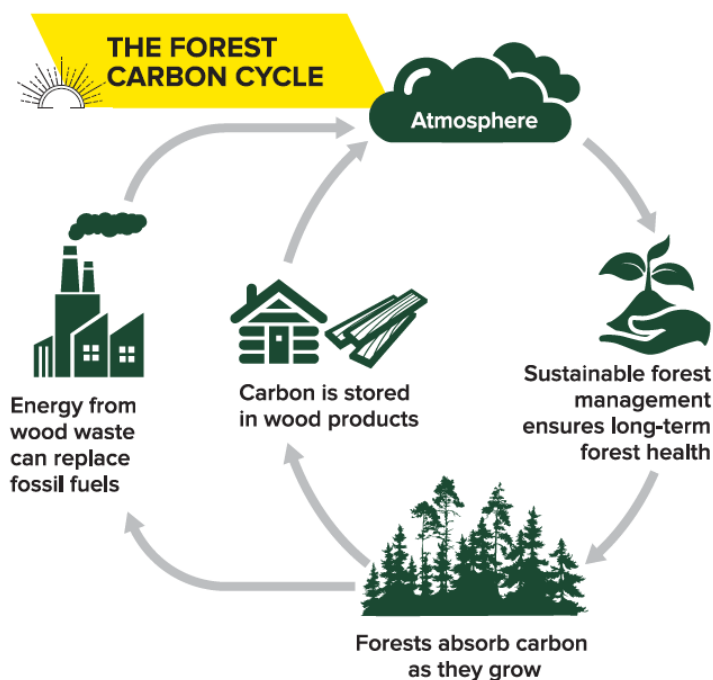 THE FOREST
CARBON CYCLE
Atmosphere
Sustainable forest
management
ensures long-term
forest health
Carbon is stored
in wood products
Energy from
wood waste
can replace
fossil fuels
Forests absorb carbon
as they grow